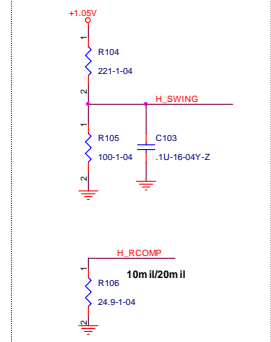 +1.05V
1
R104
221-1-04
2
H_SWING
1
R105
100-1-04
2
C103
.1U-16-04Y-Z
H_RCOMP
10mil/20mil
1
R106
24.9-1-04
2